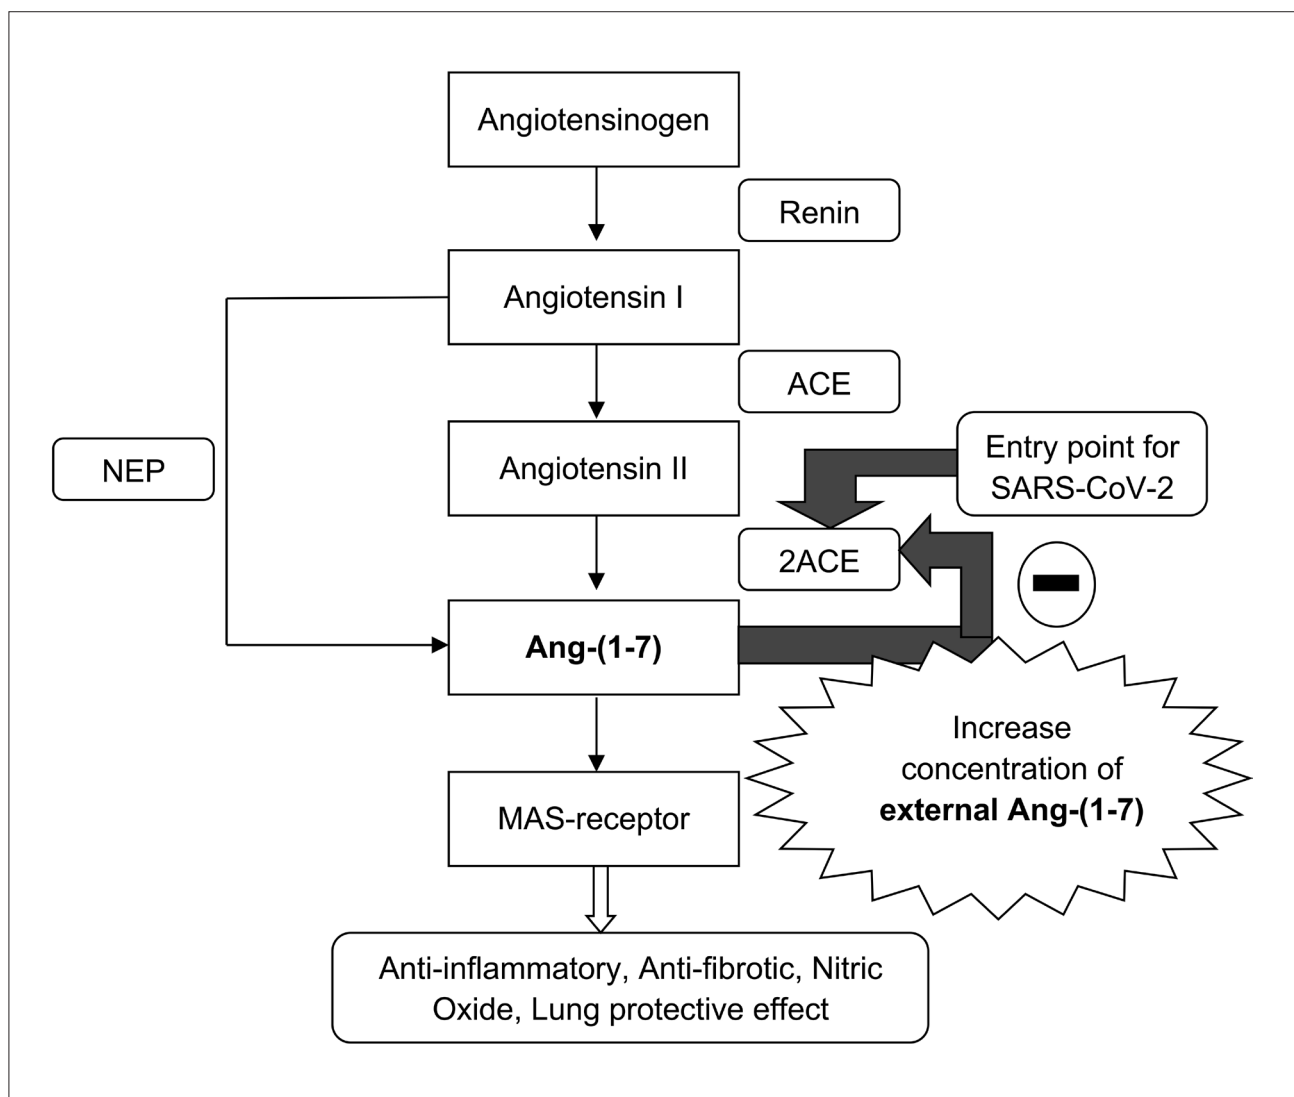 Angiotensinogen
Renin
Angiotensin I
ACE
Entry point for
SARS-CoV-2
NEP
Angiotensin II
2ACE
Ang-(1-7)
Increase
concentration of
external Ang-(1-7)
MAS-receptor
Anti-inflammatory, Anti-fibrotic, Nitric
Oxide, Lung protective effect